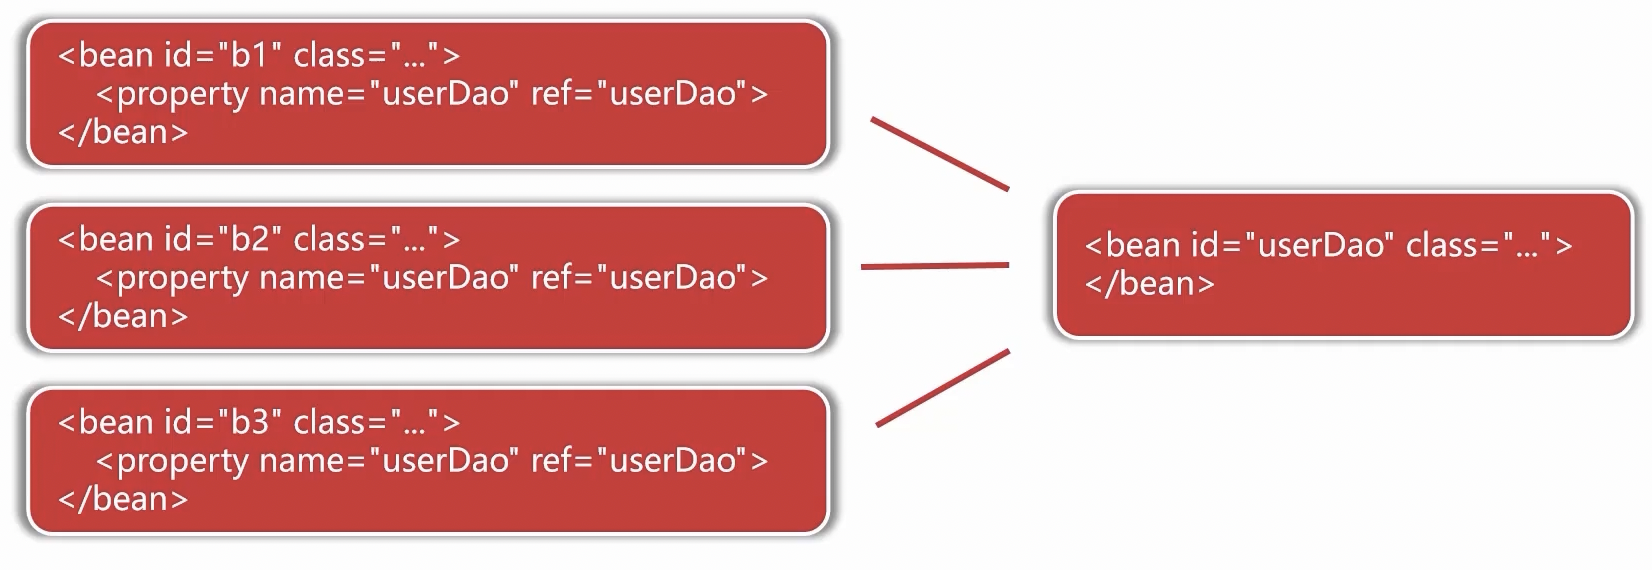 <bean id="b1" class="...">
<property name="userDao" ref="userDao">
</bean>
<bean id="b2" class="...">
<property name="userDao" ref="userDao">
</bean>
<bean id="b3" class="...">
<property name="userDao" ref="userDao">
</bean>
<bean id="userDao" class="...">
</bean>